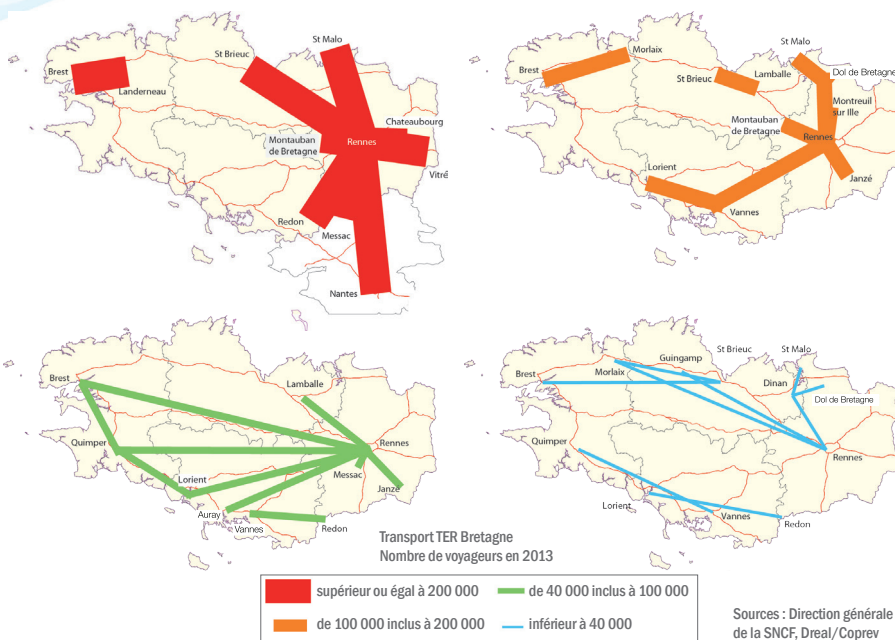 St Malo
St Brieuc
Brest
Landerneau
Chateaubourg
Rennes
Montauban
de Bretagne
Vitré
Redon
Messac
Nantes
St Malo
Morlaix
Brest
Lamballe
Dol de Bretagne
St Brieuc
Montreuil
sur Ille
Montauban
de Bretagne
Rennes
Lorient
Janzé
Vannes
Brest
Lamballe
Quimper
Rennes
Messac
Lorient
Janzé
Auray
Vannes
Redon
St Brieuc
St Malo
Guingamp
Morlaix
Brest
Dinan
Dol de Bretagne
Quimper
Rennes
Lorient
Vannes
Redon
Transport TER Bretagne
Nombre de voyageurs en 2013
supérieur ou égal à 200 000
de 40 000 inclus à 100 000
de 100 000 inclus à 200 000
inférieur à 40 000
Sources : Direction générale
de la SNCF, Dreal/Coprev